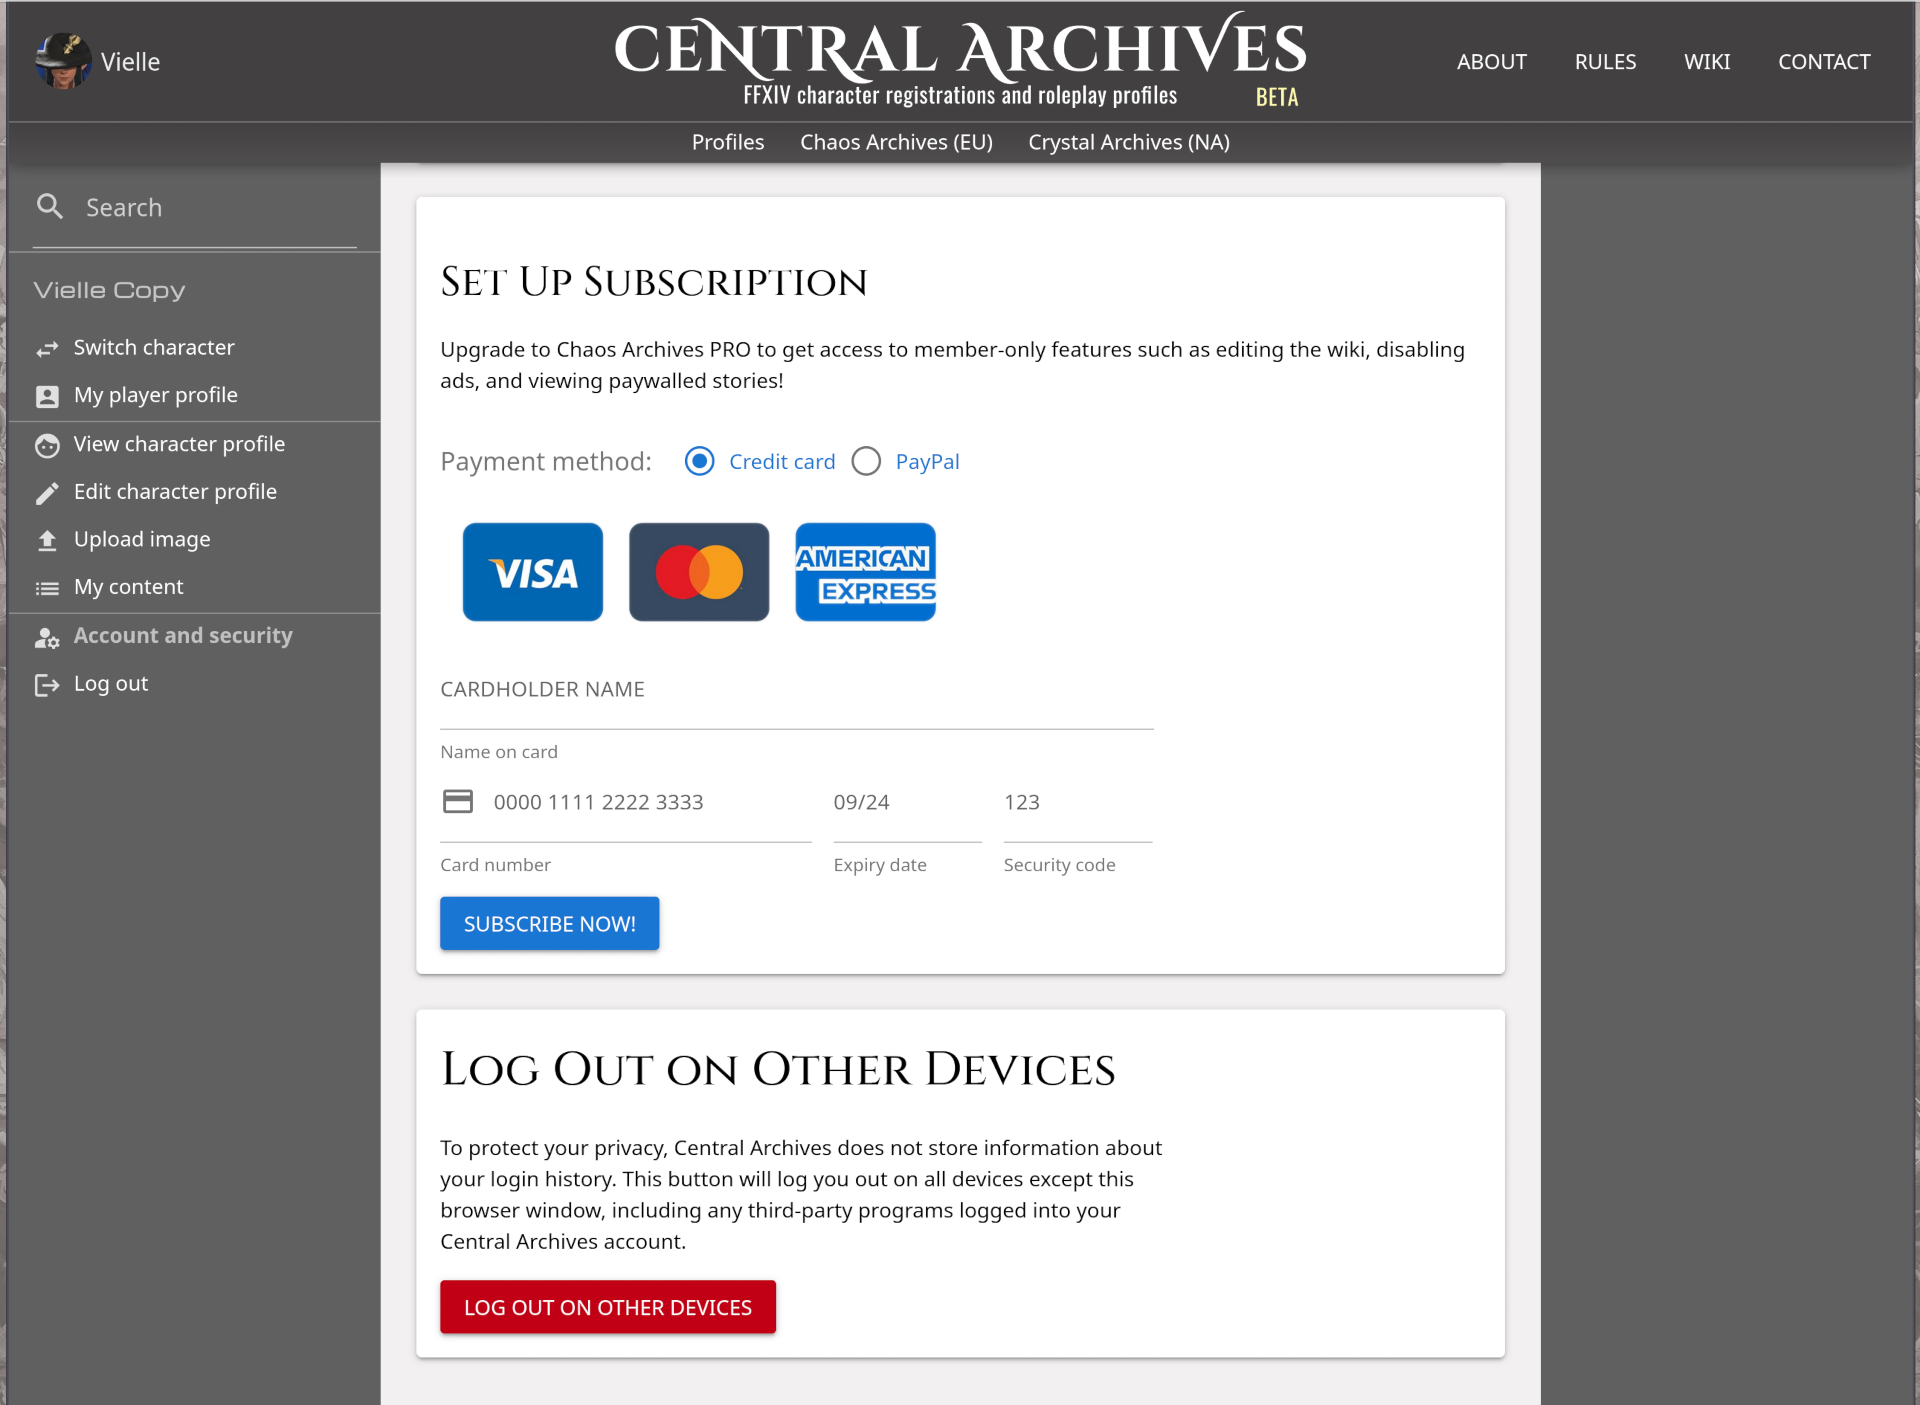 Vielle
CENTRAL ARCHIVES
FFXIV character registrations and roleplay profiles
BETA
ABOUT
RULES
WIKI
CONTACT
Profiles
Chaos Archives (EU)
Crystal Archives (NA)
Search
Vielle Copy
Switch character
My player profile
View character profile
Edit character profile
Upload image
My content
Account and security
Log out
Set Up Subscription
Upgrade to Chaos Archives PRO to get access to member-only features such as editing the wiki, disabling
ads, and viewing paywalled stories!
Payment method:
Credit card
PayPal
VISA
AMERICAN
EXPRESS
CARDHOLDER NAME
Name on card
0000 1111 2222 3333
09/24
123
Card number
Expiry date
Security code
SUBSCRIBE NOW!
Log Out on Other Devices
To protect your privacy, Central Archives does not store information about
your login history. This button will log you out on all devices except this
browser window, including any third-party programs logged into your
Central Archives account.
LOG OUT ON OTHER DEVICES